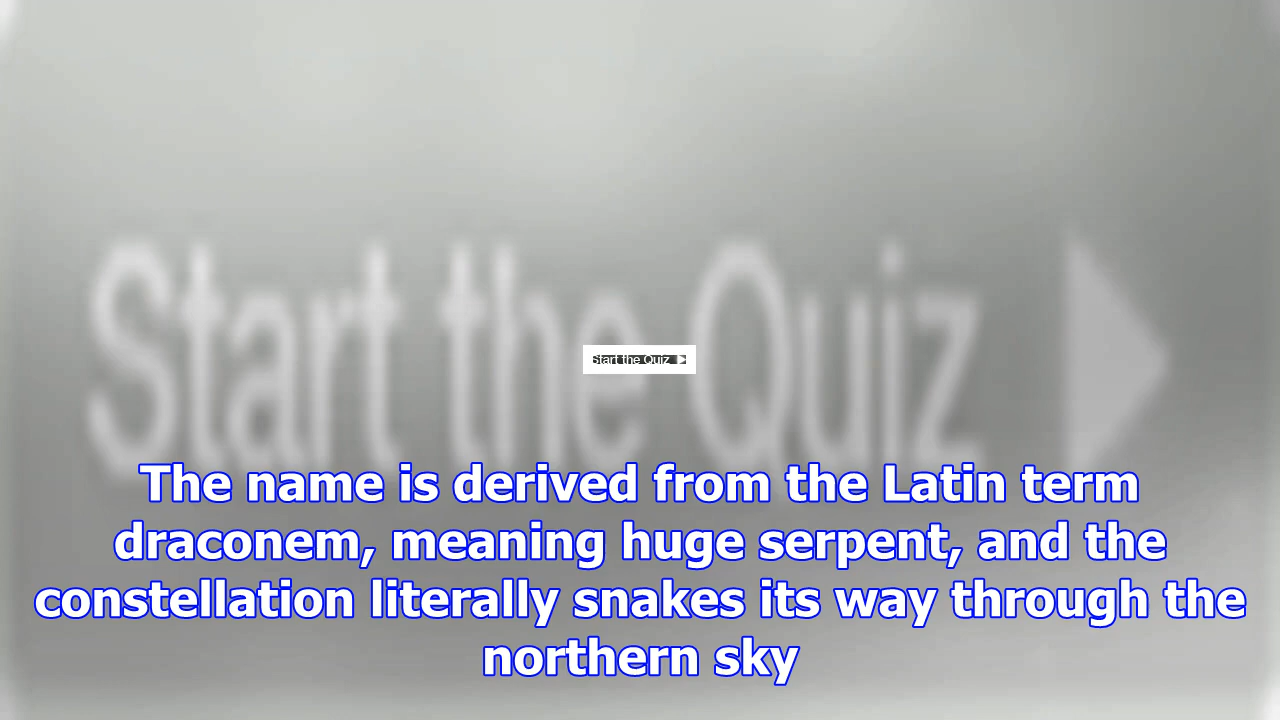 Start the Quiz
Start the Quiz
The name is derived from the Latin term
draconem, meaning huge serpent, and the
constellation literally snakes its way through the
northern sky